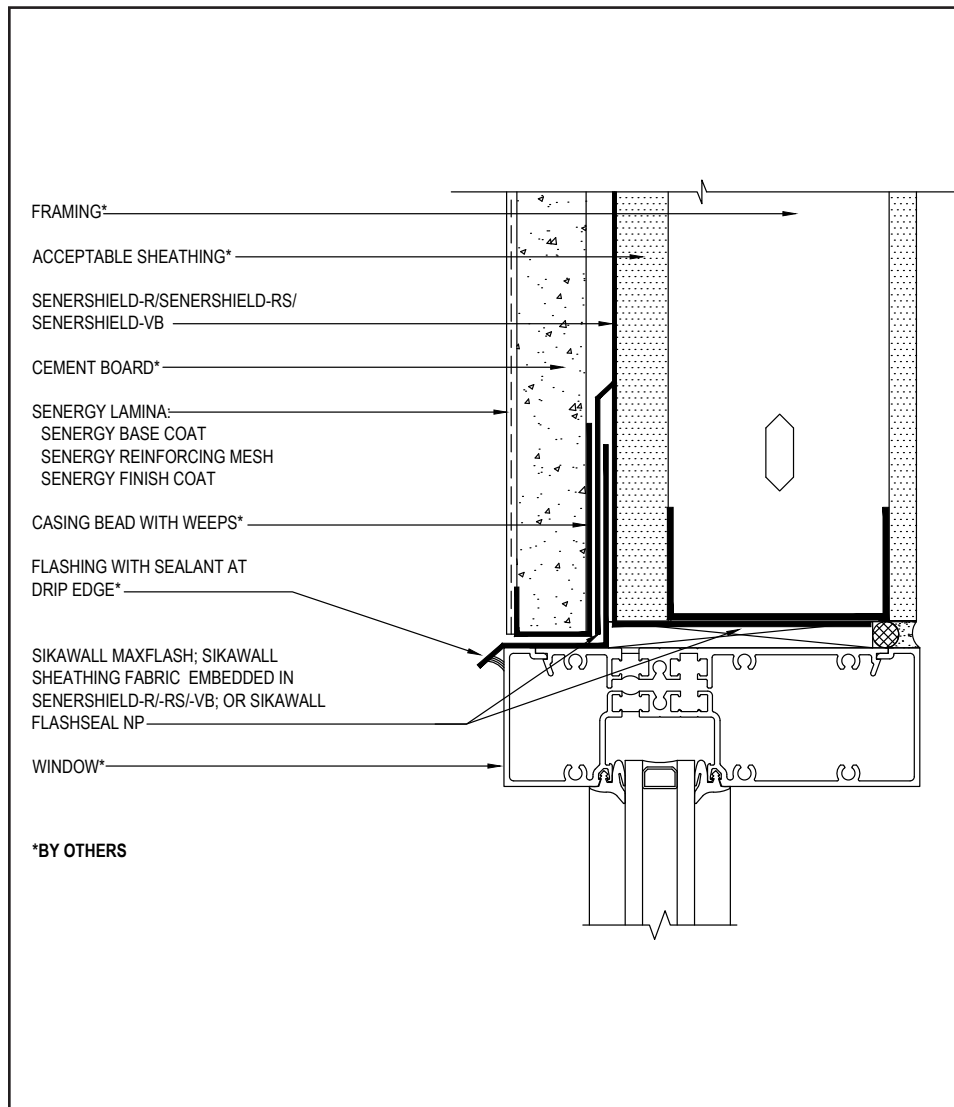 FRAMING*
ACCEPTABLE SHEATHING*
SENERSHIELD-R/SENERSHIELD-RS/
SENERSHIELD-VB
CEMENT BOARD*
SENERGY LAMINA:
SENERGY BASE COAT
SENERGY REINFORCING MESH
SENERGY FINISH COAT
CASING BEAD WITH WEEPS*
FLASHING WITH SEALANT AT
DRIP EDGE*
SIKAWALL MAXFLASH; SIKAWALL
SHEATHING FABRIC EMBEDDED IN
SENERSHIELD-R/-RS/-VB; OR SIKAWALL
FLASHSEAL NP
WINDOW*
*BY OTHERS